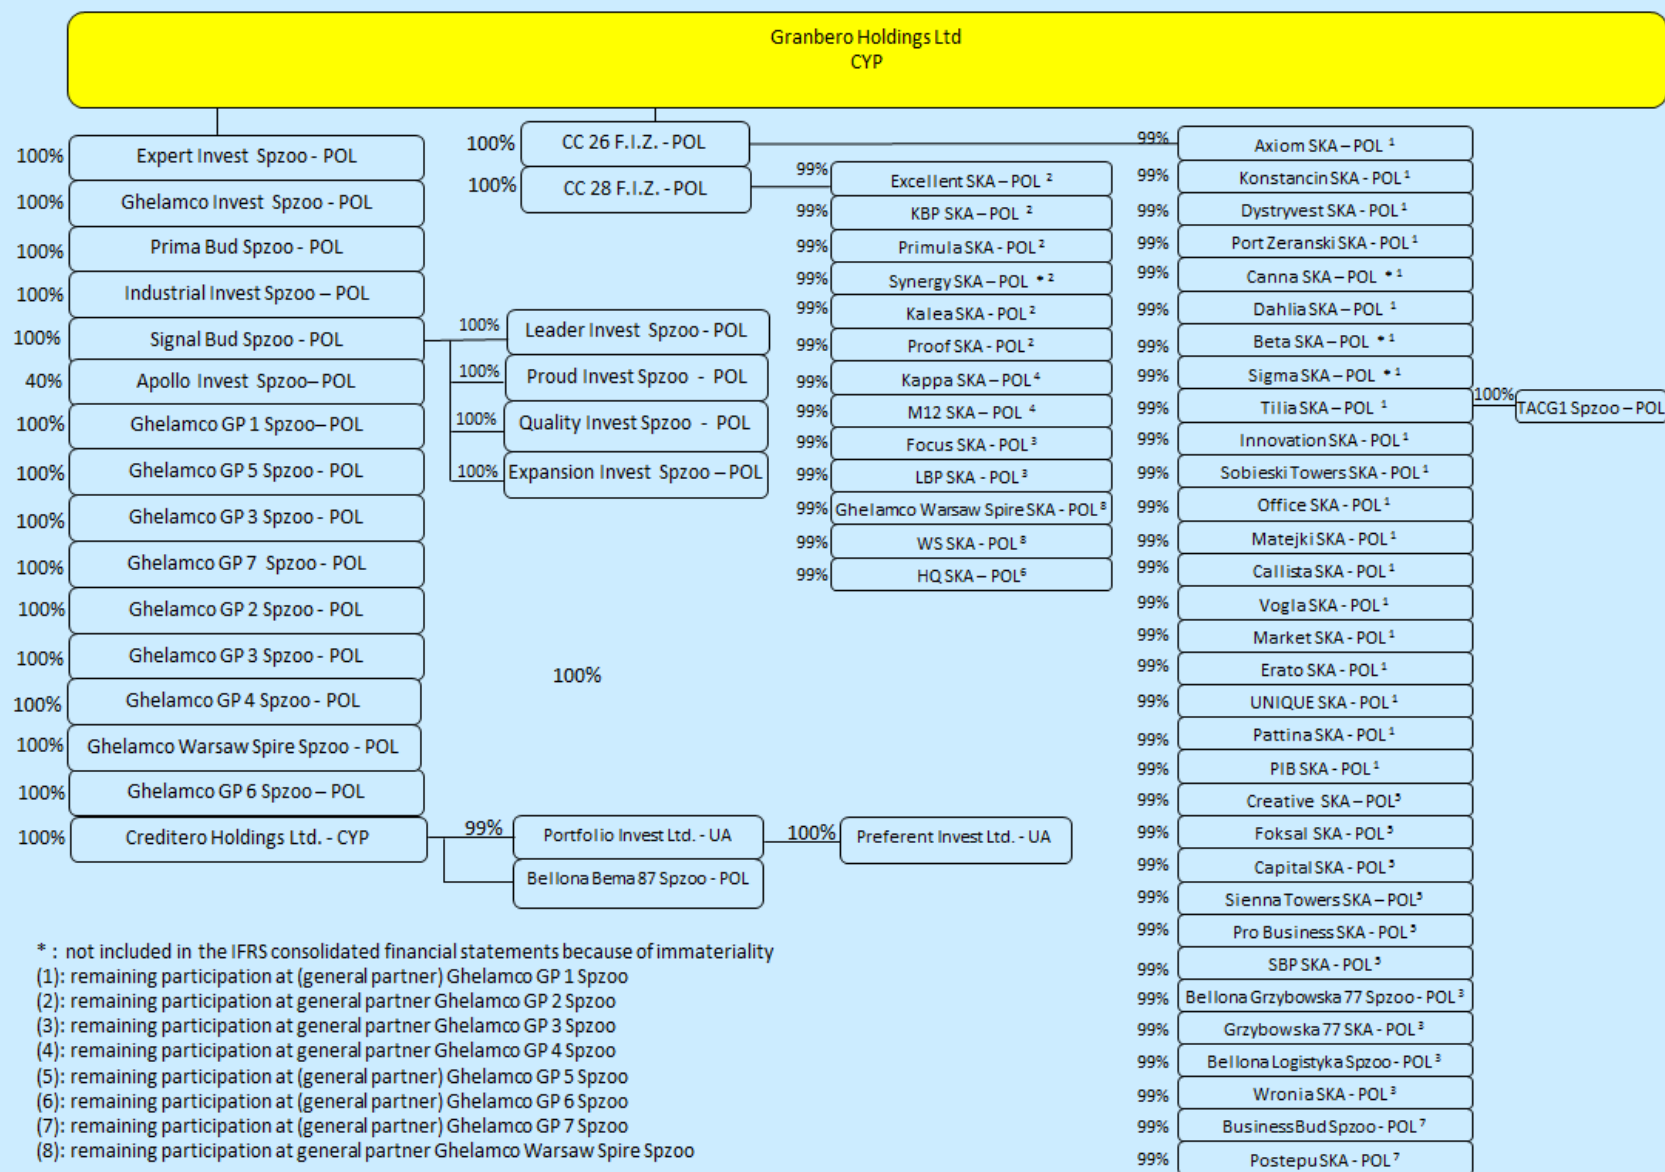 Granbero Holdings Ltd
CYP
100% Expert Invest Spzoo - POL
100% Ghelamco Invest Spzoo - POL
100% Prima Bud Spzoo - POL
100% Industrial Invest Spzoo – POL
100% Signal Bud Spzoo - POL
40% Apollo Invest Spzoo– POL
100% Ghelamco GP 1 Spzoo– POL
100% Ghelamco GP 5 Spzoo - POL
100% Ghelamco GP 3 Spzoo - POL
100% Ghelamco GP 7 Spzoo - POL
100% Ghelamco GP 2 Spzoo - POL
100% Ghelamco GP 3 Spzoo - POL
100% Ghelamco GP 4 Spzoo - POL
100% Ghelamco Warsaw Spire Spzoo - POL
100% Ghelamco GP 6 Spzoo – POL
100% Creditero Holdings Ltd. - CYP
100% CC 26 F.I.Z. - POL
100% CC 28 F.I.Z. - POL
100% Leader Invest Spzoo - POL
100% Proud Invest Spzoo - POL
100% Quality Invest Spzoo - POL
100% Expansion Invest Spzoo – POL
100%
99% Portfolio Invest Ltd. - UA
Bellona Bema 87 Spzoo - POL
100% Preferent Invest Ltd. - UA
99% Excellent SKA – POL ²
99% KBP SKA – POL ²
99% Primula SKA - POL ²
99% Synergy SKA – POL * ²
99% Kalea SKA - POL ²
99% Proof SKA - POL ²
99% Kappa SKA – POL ⁴
99% M12 SKA – POL ⁴
99% Focus SKA - POL ³
99% LBP SKA - POL ³
99% Ghelamco Warsaw Spire SKA - POL ⁸
99% WS SKA - POL ⁸
99% HQ SKA – POL ⁶
99% Axiom SKA – POL ¹
99% Konstancin SKA - POL ¹
99% Dystryvest SKA - POL ¹
99% Port Zeranski SKA - POL ¹
99% Canna SKA – POL * ¹
99% Dahlia SKA - POL ¹
99% Beta SKA – POL * ¹
99% Sigma SKA – POL * ¹
99% Tilia SKA – POL ¹
100% TACG1 Spzoo – POL
99% Innovation SKA - POL ¹
99% Sobieski Towers SKA - POL ¹
99% Office SKA - POL ¹
99% Matejki SKA - POL ¹
99% Callista SKA - POL ¹
99% Vogla SKA - POL ¹
99% Market SKA - POL ¹
99% Erato SKA - POL ¹
99% UNIQUE SKA - POL ¹
99% Pattina SKA - POL ¹
99% PIB SKA - POL ¹
99% Creative SKA – POL ⁵
99% Foksal SKA - POL ⁵
99% Capital SKA - POL ⁵
99% Sienna Towers SKA – POL ⁵
99% Pro Business SKA - POL ⁵
99% SBP SKA - POL ⁵
99% Bellona Grzybowska 77 Spzoo - POL ³
99% Grzybowska 77 SKA - POL ³
99% Bellona Logistyka Spzoo - POL ³
99% Wronia SKA - POL ³
99% Business Bud Spzoo - POL ⁷
99% Postepu SKA - POL ⁷
* : not included in the IFRS consolidated financial statements because of immateriality
(1): remaining participation at (general partner) Ghelamco GP 1 Spzoo
(2): remaining participation at general partner Ghelamco GP 2 Spzoo
(3): remaining participation at general partner Ghelamco GP 3 Spzoo
(4): remaining participation at general partner Ghelamco GP 4 Spzoo
(5): remaining participation at (general partner) Ghelamco GP 5 Spzoo
(6): remaining participation at (general partner) Ghelamco GP 6 Spzoo
(7): remaining participation at (general partner) Ghelamco GP 7 Spzoo
(8): remaining participation at general partner Ghelamco Warsaw Spire Spzoo